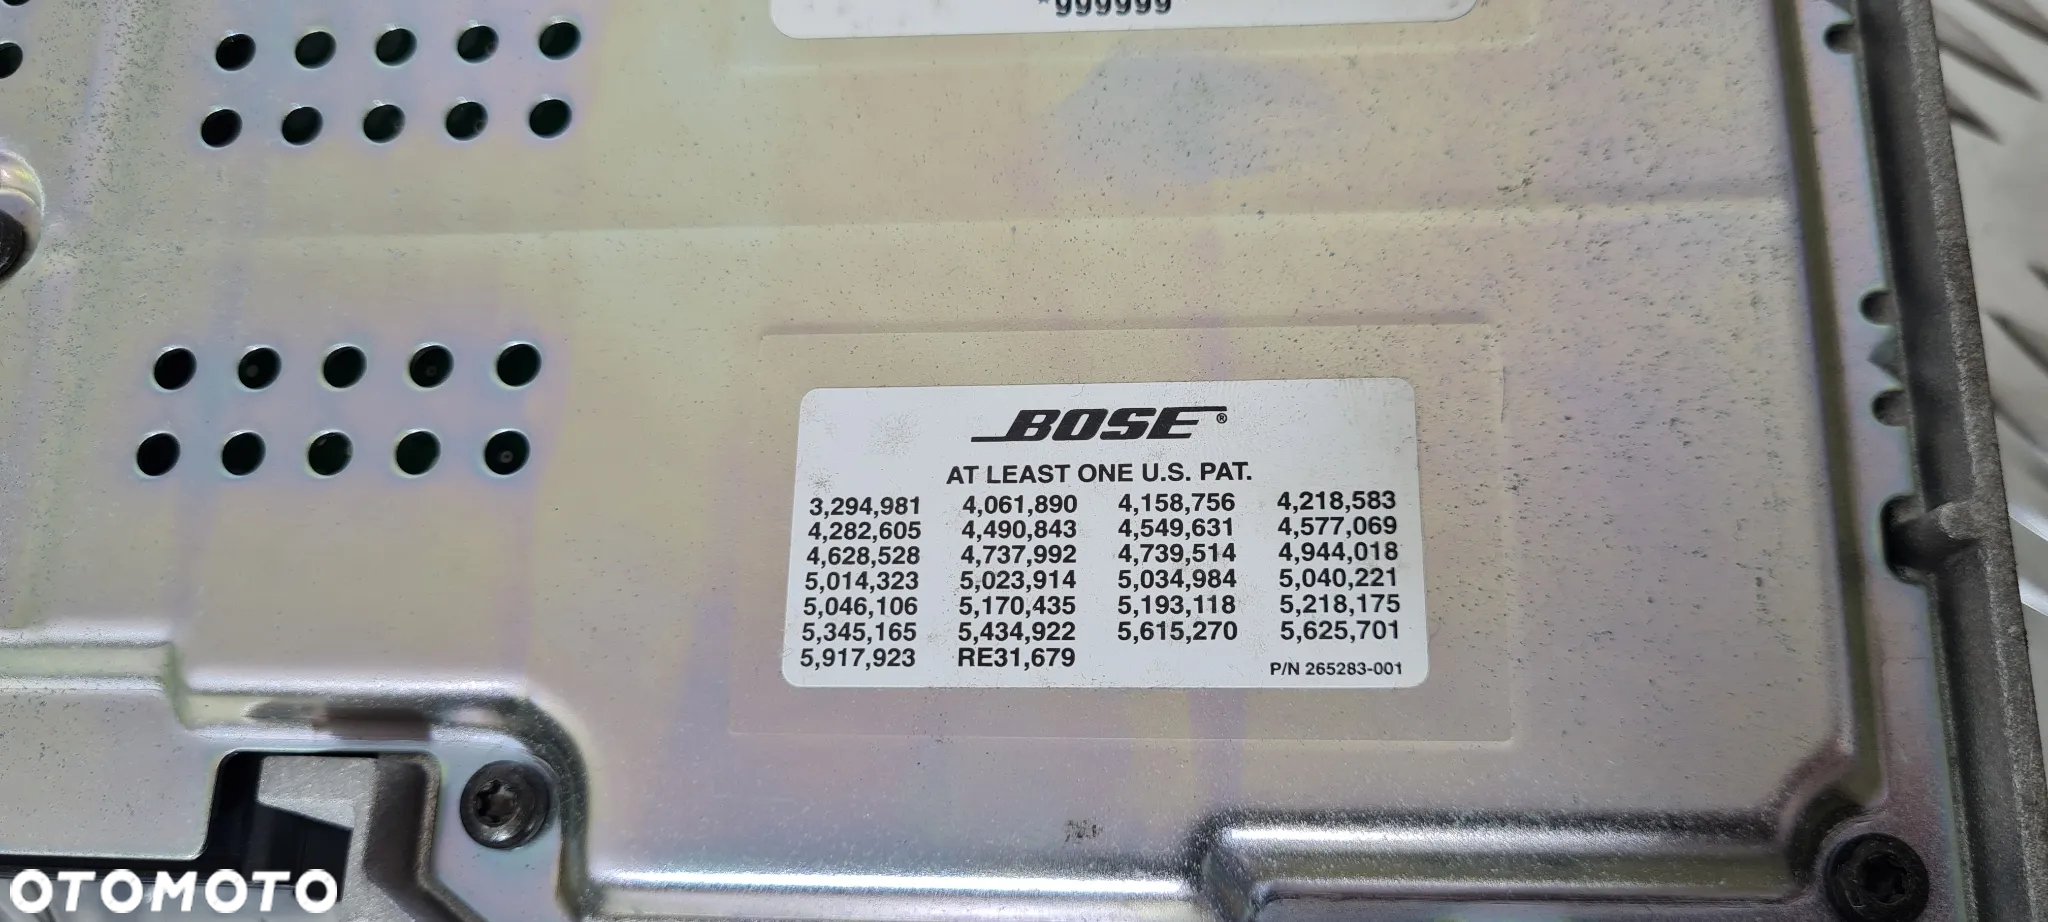 *999999
BOSE®
AT LEAST ONE U.S. PAT.
3,294,981 4,061,890 4,158,756 4,218,583
4,282,605 4,490,843 4,549,631 4,577,069
4,628,528 4,737,992 4,739,514 4,944,018
5,014,323 5,023,914 5,034,984 5,040,221
5,046,106 5,170,435 5,193,118 5,218,175
5,345,165 5,434,922 5,615,270 5,625,701
5,917,923 RE31,679
P/N 265283-001
OTOMOTO